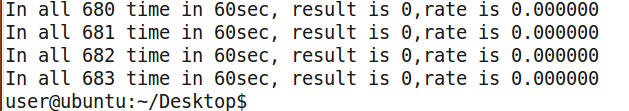 In all 680 time in 60sec, result is 0,rate is 0.000000
In all 681 time in 60sec, result is 0,rate is 0.000000
In all 682 time in 60sec, result is 0,rate is 0.000000
In all 683 time in 60sec, result is 0,rate is 0.000000
user@ubuntu:~/Desktop$